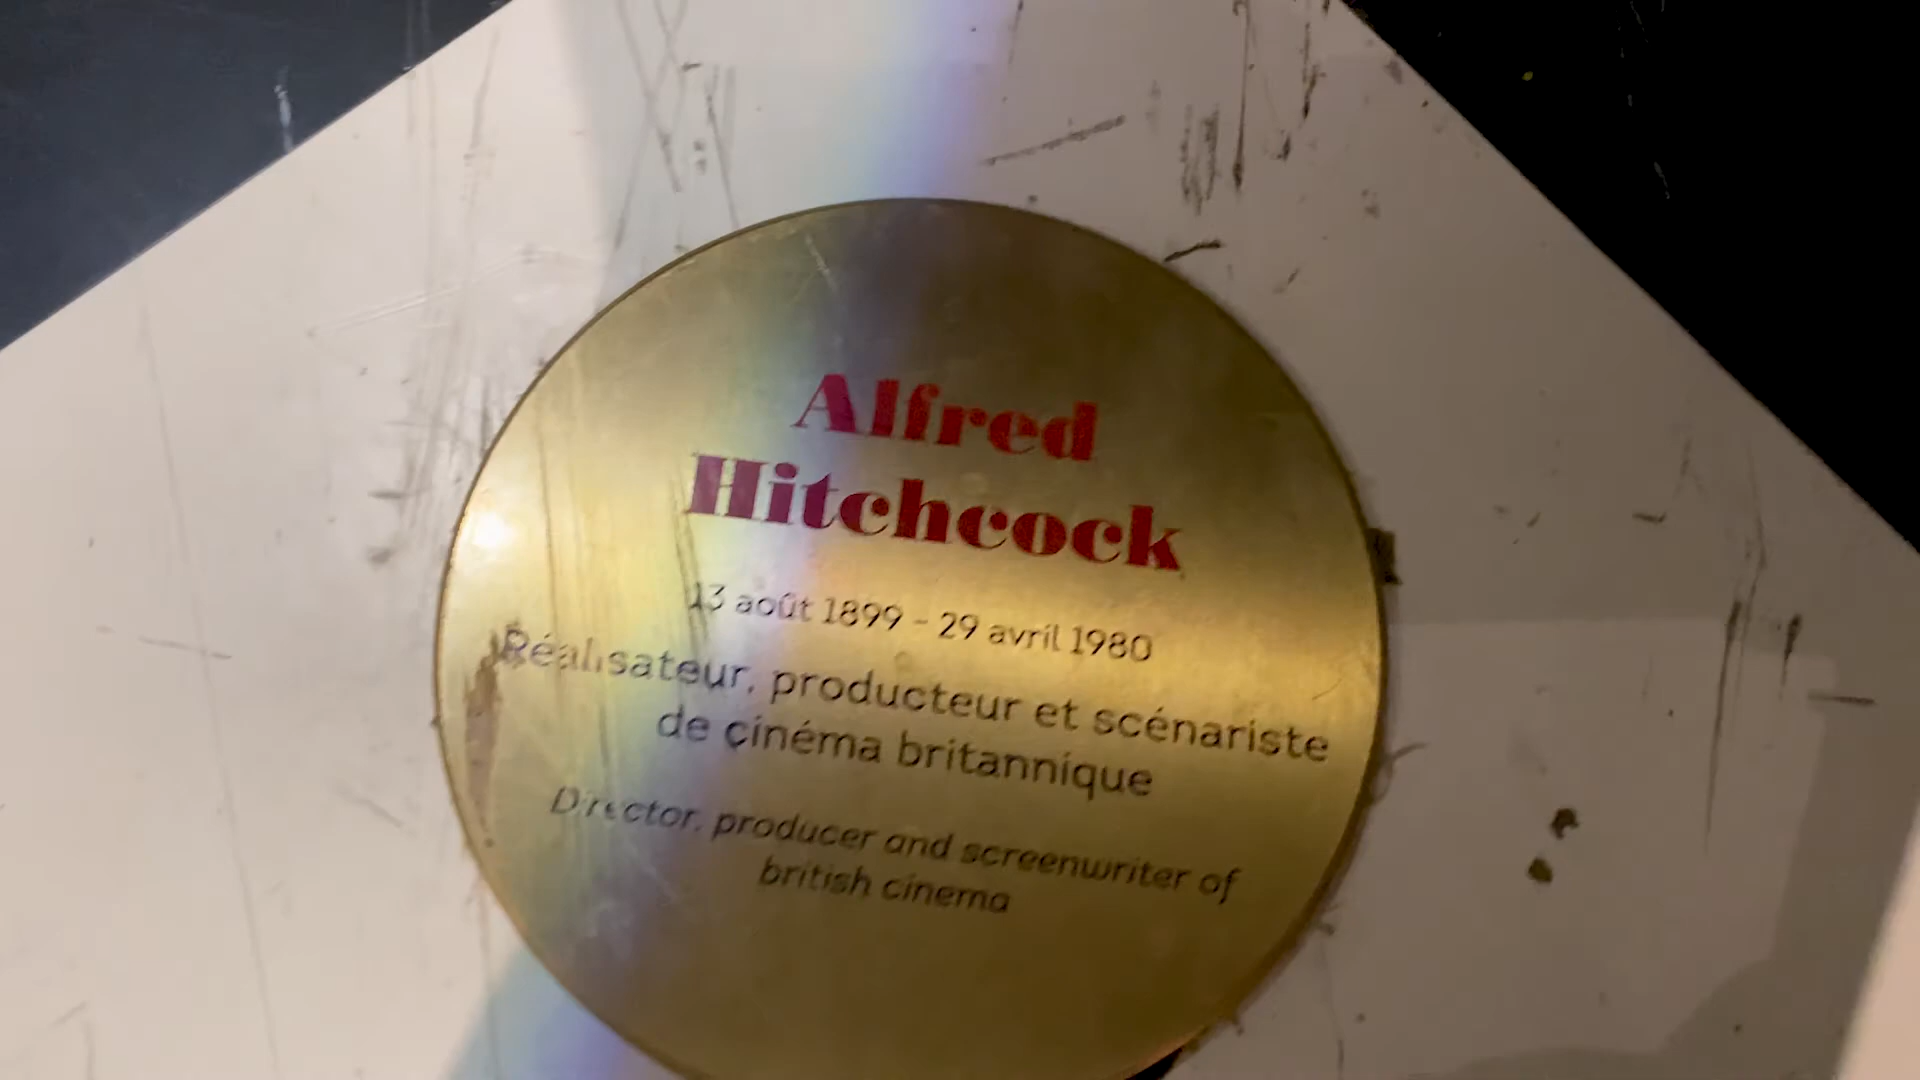 Alfred
Hitchcock
13 août 1899 - 29 avril 1980
Réalisateur, producteur et scénariste
de cinéma britannique
Director, producer and screenwriter of
british cinema